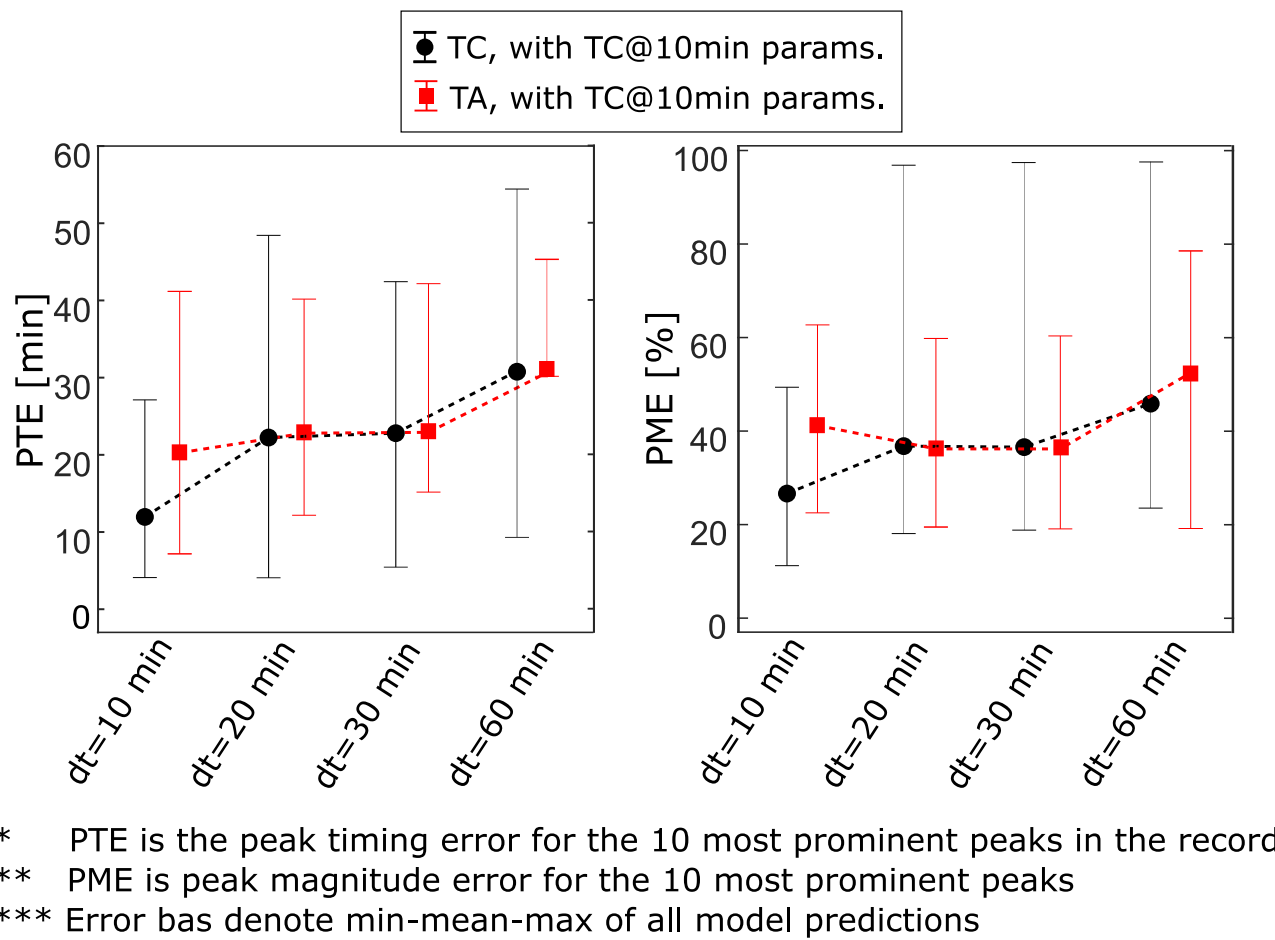 TC, with TC@10min params.
TA, with TC@10min params.
PTE [min]
60
50
40
30
20
10
0
dt=10 min
dt=20 min
dt=30 min
dt=60 min
PME [%]
100
80
60
40
20
0
dt=10 min
dt=20 min
dt=30 min
dt=60 min
* PTE is the peak timing error for the 10 most prominent peaks in the record
** PME is peak magnitude error for the 10 most prominent peaks
*** Error bas denote min-mean-max of all model predictions